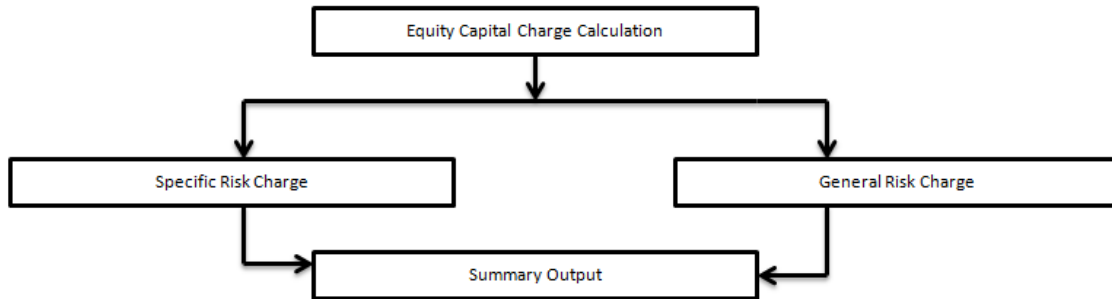 Equity Capital Charge Calculation
Specific Risk Charge
General Risk Charge
Summary Output